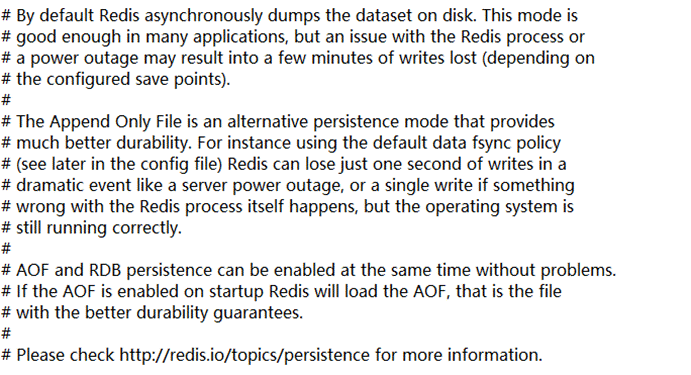 # By default Redis asynchronously dumps the dataset on disk. This mode is
# good enough in many applications, but an issue with the Redis process or
# a power outage may result into a few minutes of writes lost (depending on
# the configured save points).
#
# The Append Only File is an alternative persistence mode that provides
# much better durability. For instance using the default data fsync policy
# (see later in the config file) Redis can lose just one second of writes in a
# dramatic event like a server power outage, or a single write if something
# wrong with the Redis process itself happens, but the operating system is
# still running correctly.
#
# AOF and RDB persistence can be enabled at the same time without problems.
# If the AOF is enabled on startup Redis will load the AOF, that is the file
# with the better durability guarantees.
#
# Please check http://redis.io/topics/persistence for more information.